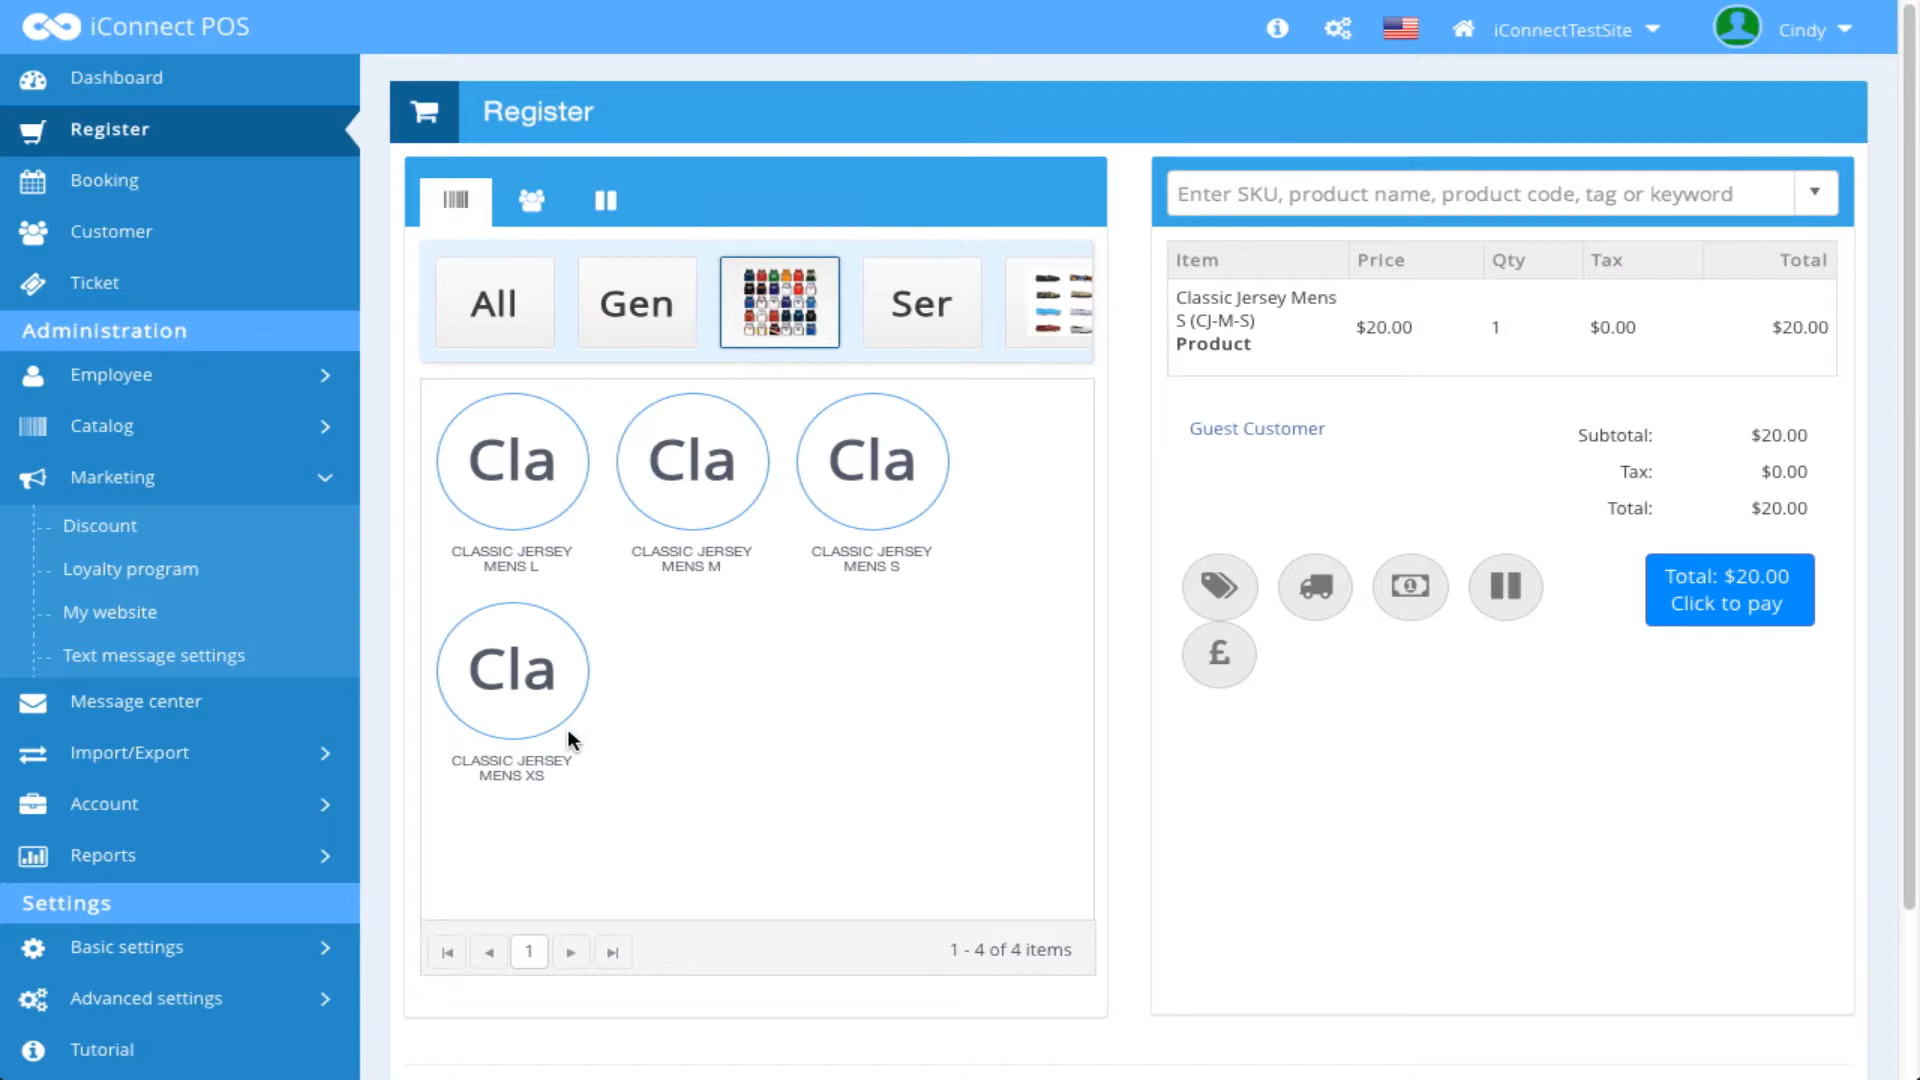 iConnect POS
iConnectTestSite
Cindy
Dashboard
Register
Booking
Customer
Ticket
Administration
Employee
Catalog
Marketing
Discount
Loyalty program
My website
Text message settings
Message center
Import/Export
Account
Reports
Settings
Basic settings
Advanced settings
Tutorial
Register
All
Gen
Ser
Cla
CLASSIC JERSEY
MENS L
Cla
CLASSIC JERSEY
MENS M
Cla
CLASSIC JERSEY
MENS S
Cla
CLASSIC JERSEY
MENS XS
1
1 - 4 of 4 items
Enter SKU, product name, product code, tag or keyword
Item Price Qty Tax Total
Classic Jersey Mens
S (CJ-M-S)
Product
$20.00 1 $0.00 $20.00
Guest Customer
Subtotal: $20.00
Tax: $0.00
Total: $20.00
Total: $20.00
Click to pay
£